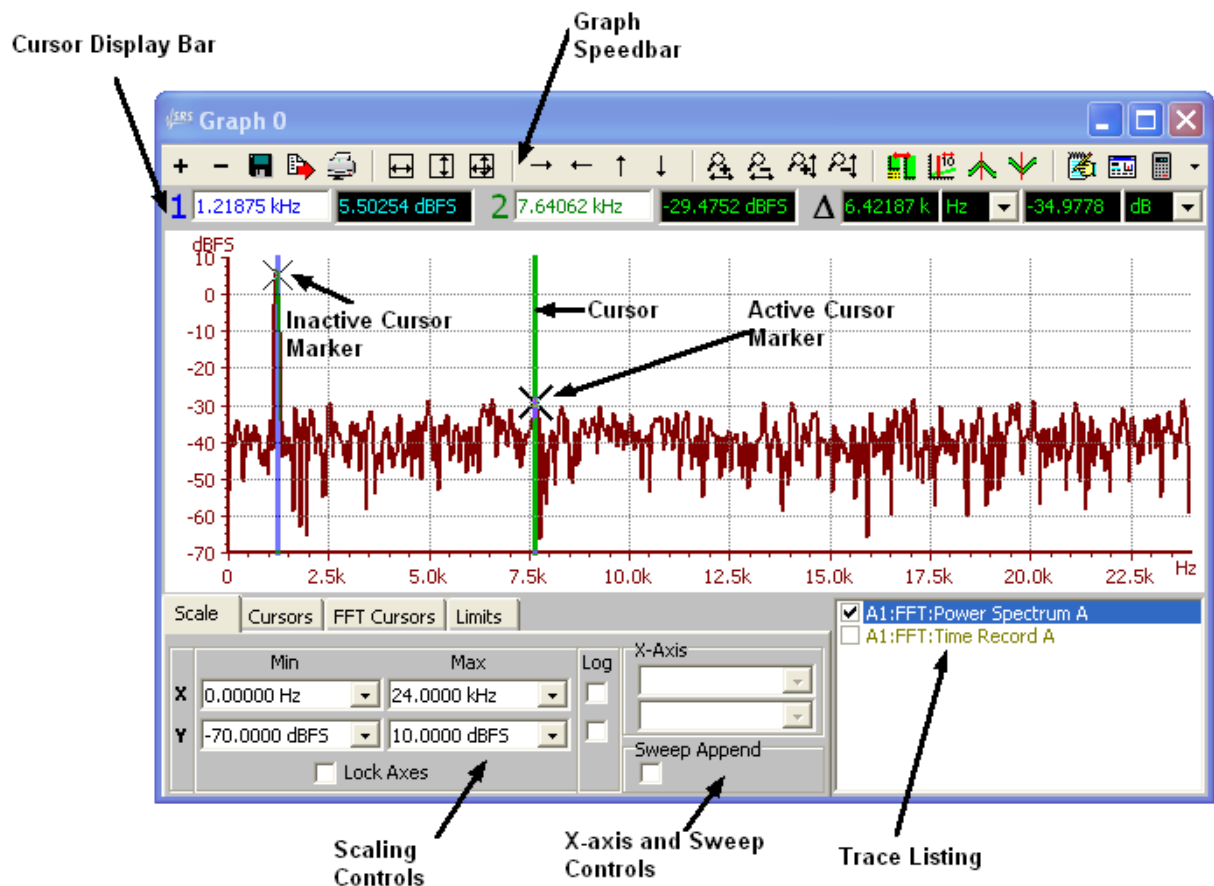 Graph
Speedbar
Cursor Display Bar
SRS Graph 0
10
1 1.21875 kHz 5.50254 dBFS 2 7.64062 kHz -29.4752 dBFS Δ 6.42187 k Hz -34.9778 dB
dBFS
10
0
-10
-20
-30
-40
-50
-60
-70
Inactive Cursor
Marker
Cursor
Active Cursor
Marker
0 2.5k 5.0k 7.5k 10.0k 12.5k 15.0k 17.5k 20.0k 22.5k Hz
Scale Cursors FFT Cursors Limits
Min Max Log
X 0.00000 Hz 24.0000 kHz
Y -70.0000 dBFS 10.0000 dBFS
Lock Axes
X-Axis
Sweep Append
A1:FFT:Power Spectrum A
A1:FFT:Time Record A
Scaling
Controls
X-axis and Sweep
Controls
Trace Listing